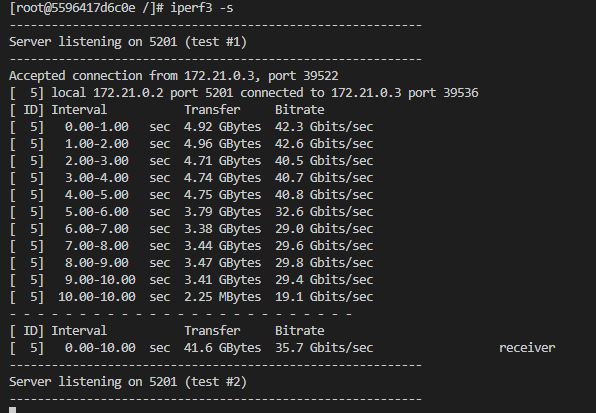 [root@5596417d6c0e /]# iperf3 -s
-----------------------------------------------------------
Server listening on 5201 (test #1)
-----------------------------------------------------------
Accepted connection from 172.21.0.3, port 39522
[  5] local 172.21.0.2 port 5201 connected to 172.21.0.3 port 39536
[ ID] Interval           Transfer     Bitrate
[  5]   0.00-1.00   sec  4.92 GBytes  42.3 Gbits/sec
[  5]   1.00-2.00   sec  4.96 GBytes  42.6 Gbits/sec
[  5]   2.00-3.00   sec  4.71 GBytes  40.5 Gbits/sec
[  5]   3.00-4.00   sec  4.74 GBytes  40.7 Gbits/sec
[  5]   4.00-5.00   sec  4.75 GBytes  40.8 Gbits/sec
[  5]   5.00-6.00   sec  3.79 GBytes  32.6 Gbits/sec
[  5]   6.00-7.00   sec  3.38 GBytes  29.0 Gbits/sec
[  5]   7.00-8.00   sec  3.44 GBytes  29.6 Gbits/sec
[  5]   8.00-9.00   sec  3.47 GBytes  29.8 Gbits/sec
[  5]   9.00-10.00  sec  3.41 GBytes  29.4 Gbits/sec
[  5]  10.00-10.00  sec  2.25 MBytes  19.1 Gbits/sec
- - - - - - - - - - - - - - - - - - - - - - - - -
[ ID] Interval           Transfer     Bitrate
[  5]   0.00-10.00  sec  41.6 GBytes  35.7 Gbits/sec                  receiver
-----------------------------------------------------------
Server listening on 5201 (test #2)
-----------------------------------------------------------